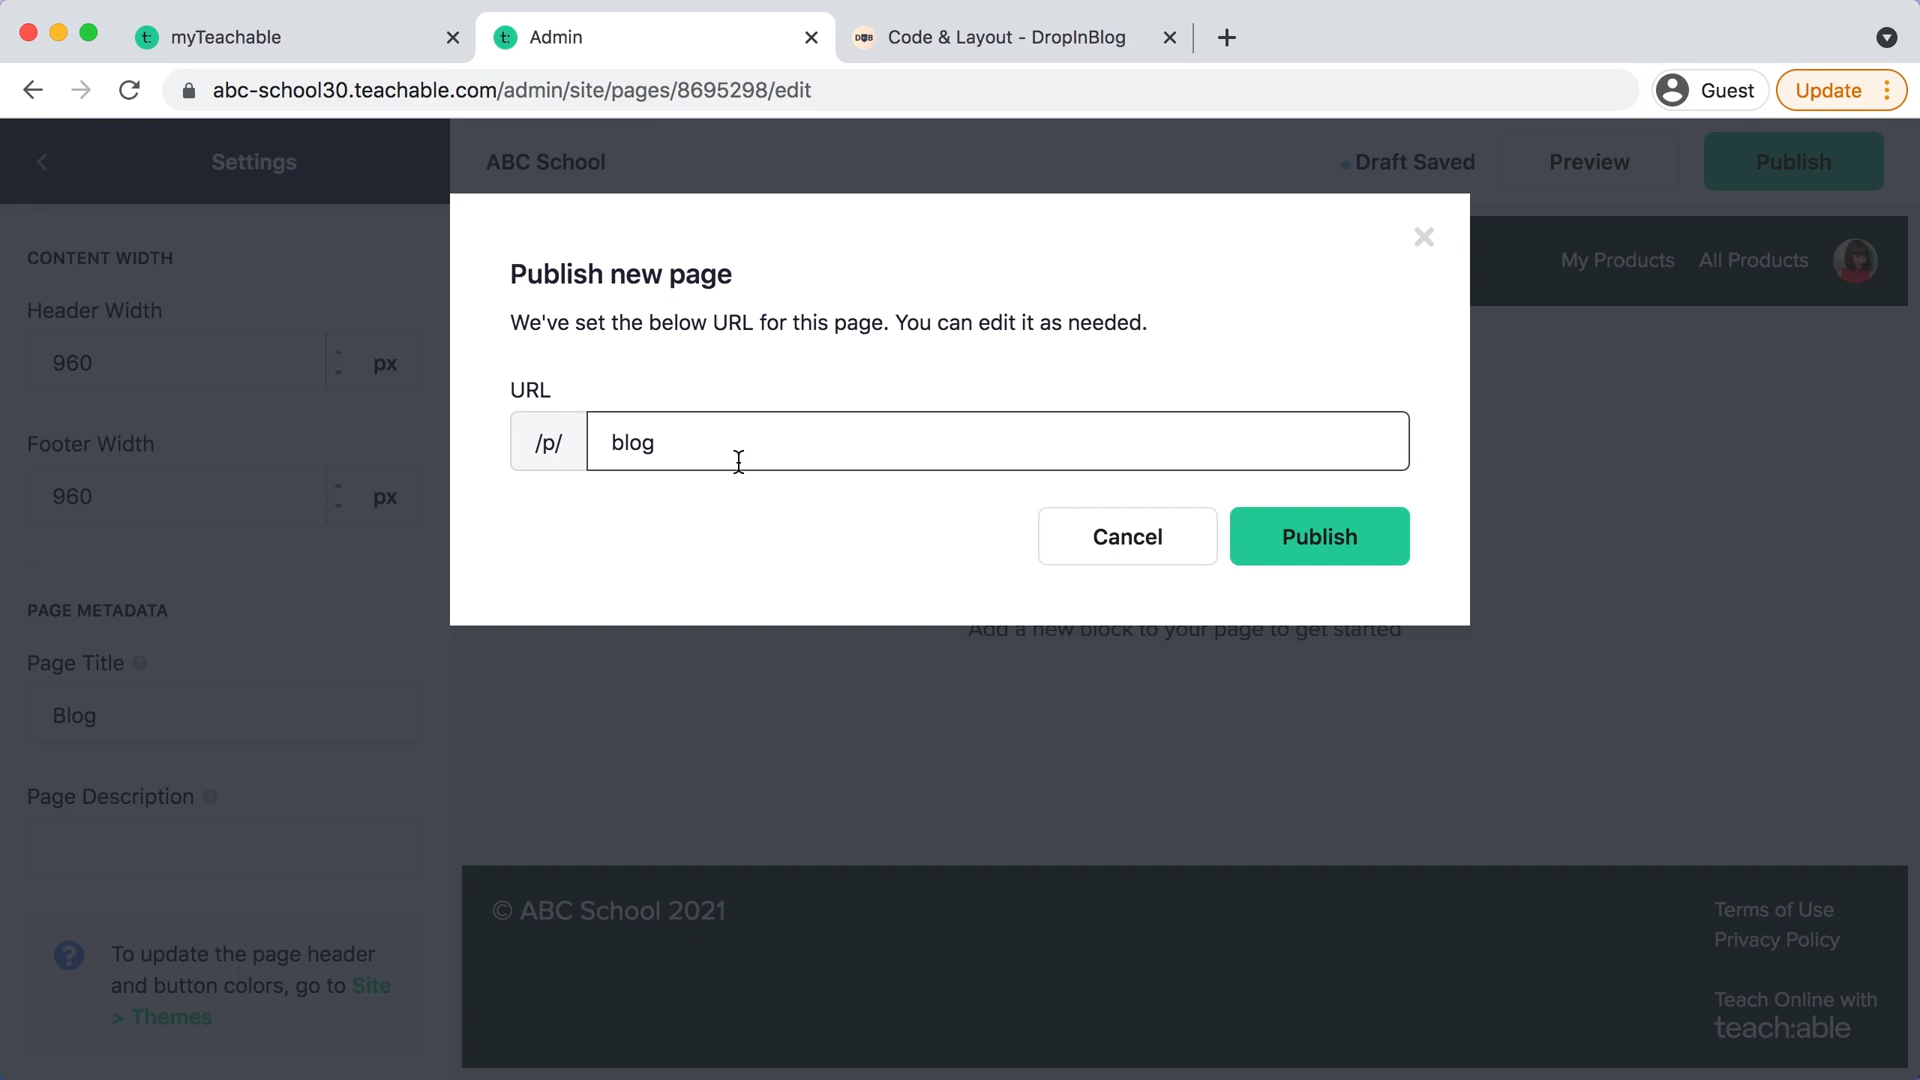 myTeachable
Admin
Code & Layout - DropInBlog
abc-school30.teachable.com/admin/site/pages/8695298/edit
Guest
Update
Settings
ABC School
Draft Saved
Preview
Publish
My Products
All Products
CONTENT WIDTH
Header Width
960
px
Footer Width
960
px
PAGE METADATA
Page Title
Blog
Page Description
To update the page header
and button colors, go to Site
> Themes
Publish new page
We've set the below URL for this page. You can edit it as needed.
URL
/p/
blog
Cancel
Publish
Add a new block to your page to get started
© ABC School 2021
Terms of Use
Privacy Policy
Teach Online with
teach:able